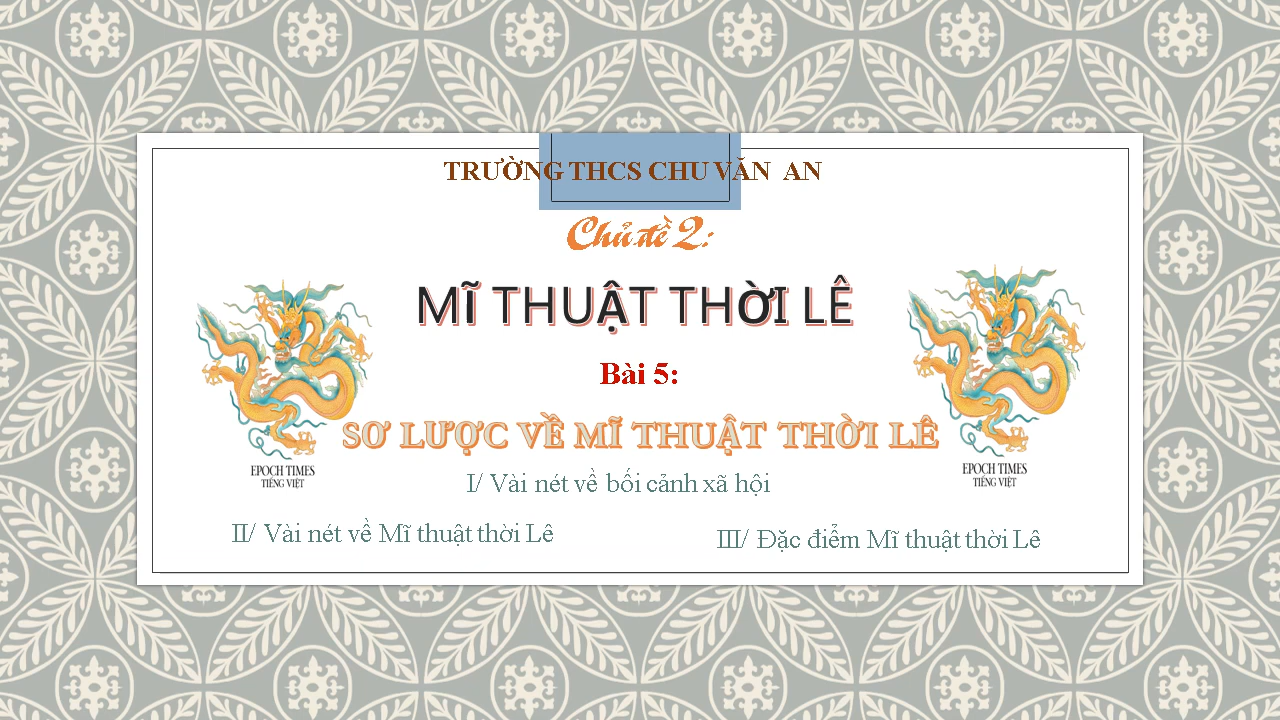 TRƯỜNG THCS CHU VĂN AN
Chủ đề 2:
MĨ THUẬT THỜI LÊ
Bài 5:
SƠ LƯỢC VỀ MĨ THUẬT THỜI LÊ
EPOCH TIMES
TIẾNG VIỆT
EPOCH TIMES
TIẾNG VIỆT
I/ Vài nét về bối cảnh xã hội
II/ Vài nét về Mĩ thuật thời Lê
III/ Đặc điểm Mĩ thuật thời Lê